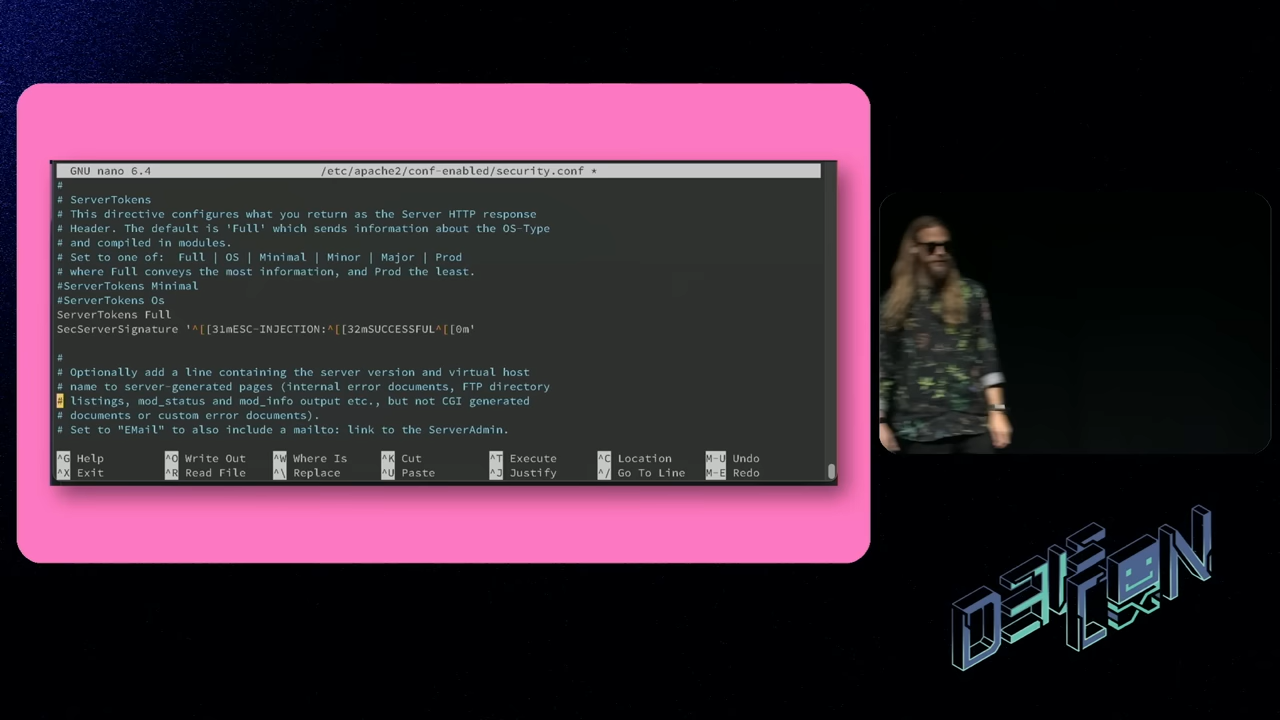 GNU nano 6.4 /etc/apache2/conf-enabled/security.conf *
#
# ServerTokens
# This directive configures what you return as the Server HTTP response
# Header. The default is 'Full' which sends information about the OS-Type
# and compiled in modules.
# Set to one of:  Full | OS | Minimal | Minor | Major | Prod
# where Full conveys the most information, and Prod the least.
#ServerTokens Minimal
#ServerTokens Os
ServerTokens Full
SecServerSignature '^[[31mESC-INJECTION:^[[32mSUCCESSFUL^[[0m'
#
# Optionally add a line containing the server version and virtual host
# name to server-generated pages (internal error documents, FTP directory
# listings, mod_status and mod_info output etc., but not CGI generated
# documents or custom error documents).
# Set to "EMail" to also include a mailto: link to the ServerAdmin.
^G Help ^O Write Out ^W Where Is ^K Cut ^T Execute ^C Location M-U Undo
^X Exit ^R Read File ^\ Replace ^U Paste ^J Justify ^/ Go To Line M-E Redo
DEF
CON